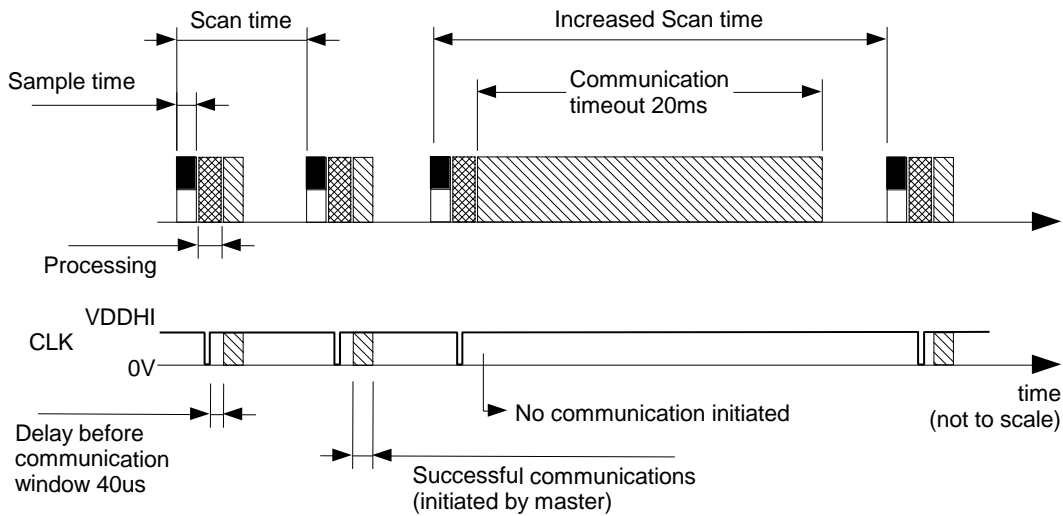 Scan time
Increased Scan time
Sample time
Communication
timeout 20ms
Processing
VDDHI
CLK
0V
No communication initiated
time
(not to scale)
Delay before
communication
window 40us
Successful communications
(initiated by master)